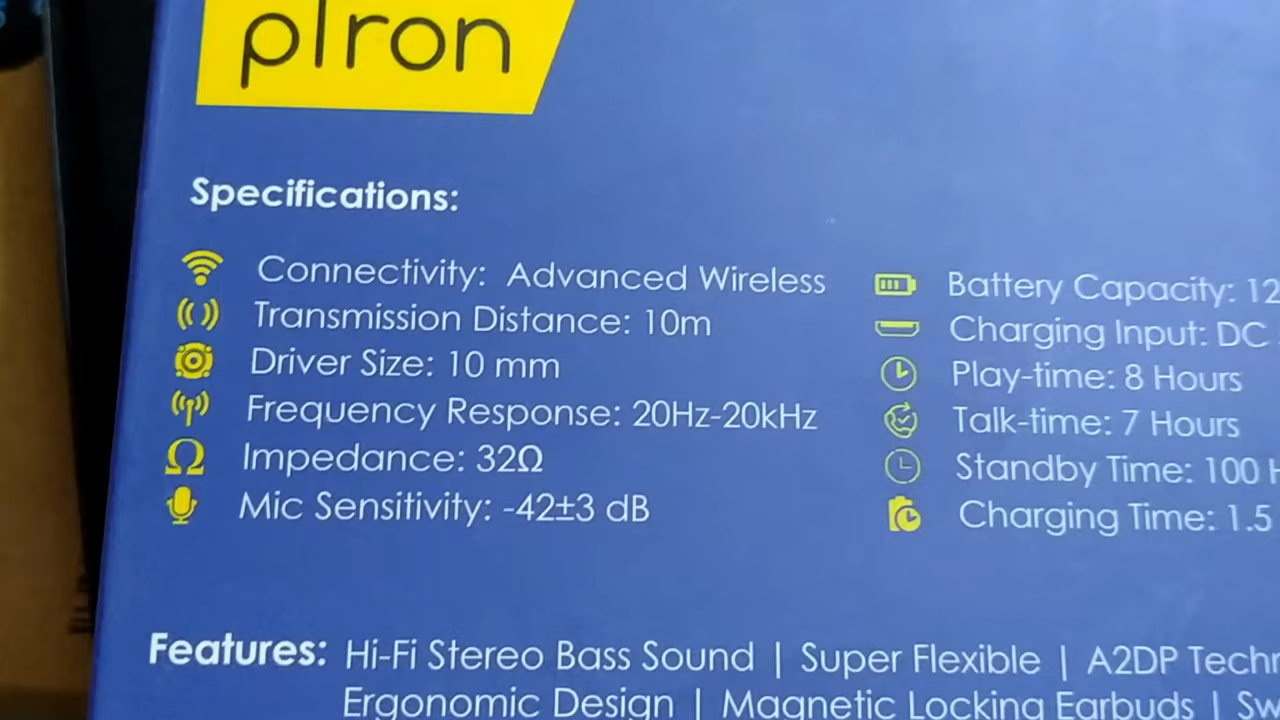 pTron
Specifications:
Connectivity: Advanced Wireless
Transmission Distance: 10m
Driver Size: 10 mm
Frequency Response: 20Hz-20kHz
Impedance: 32Ω
Mic Sensitivity: -42±3 dB
Battery Capacity: 12
Charging Input: DC
Play-time: 8 Hours
Talk-time: 7 Hours
Standby Time: 100 H
Charging Time: 1.5
Features: Hi-Fi Stereo Bass Sound | Super Flexible | A2DP Techn
Ergonomic Design | Magnetic Locking Earbuds | Sw